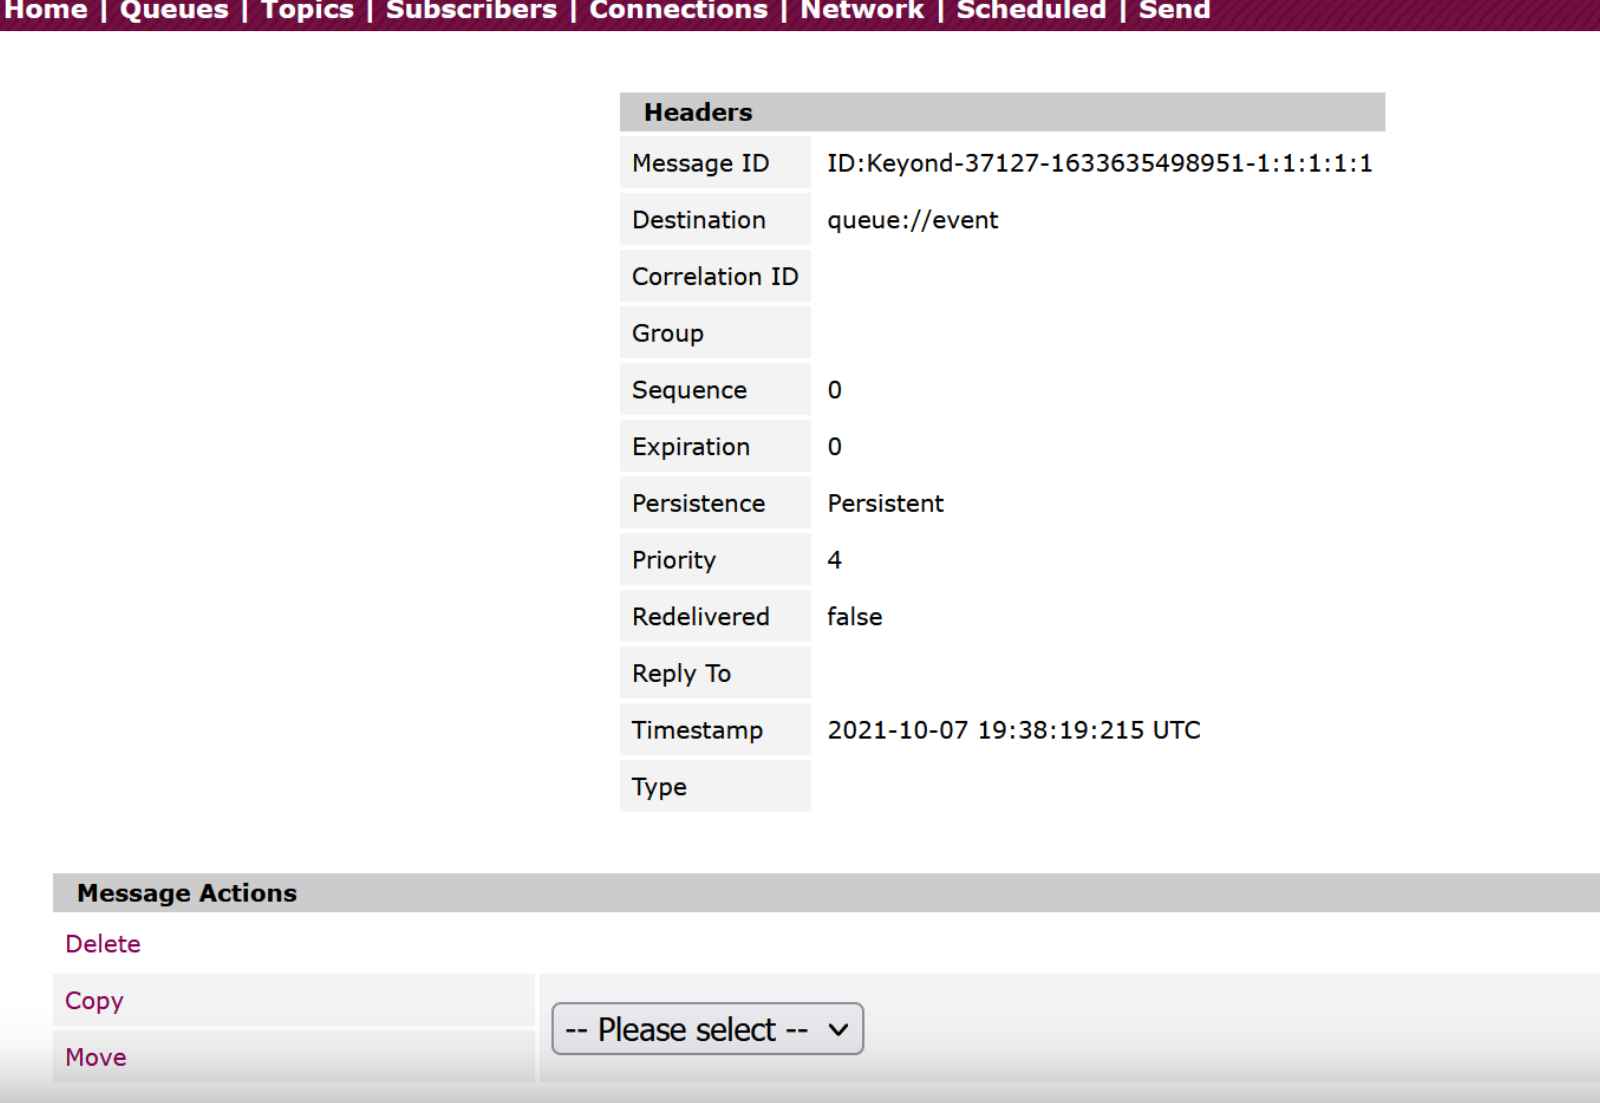 Home | Queues | Topics | Subscribers | Connections | Network | Scheduled | Send
Headers
Message ID ID:Keyond-37127-1633635498951-1:1:1:1:1
Destination queue://event
Correlation ID
Group
Sequence 0
Expiration 0
Persistence Persistent
Priority 4
Redelivered false
Reply To
Timestamp 2021-10-07 19:38:19:215 UTC
Type
Message Actions
Delete
Copy
-- Please select --
Move